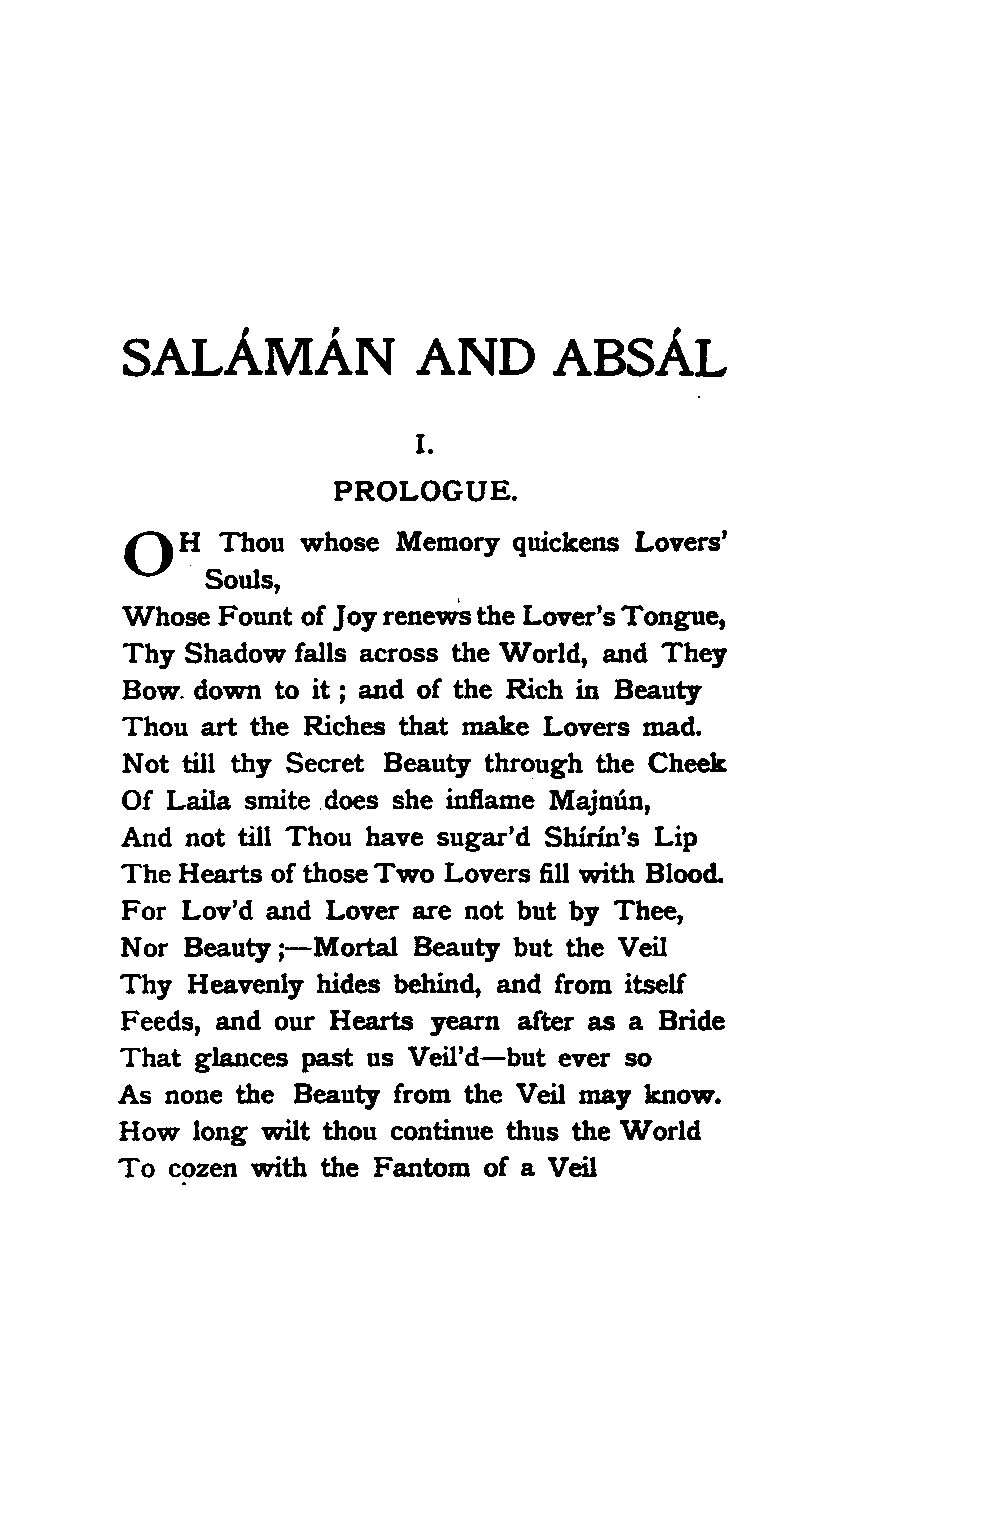 SALÁMÁN AND ABSÁL
I.
PROLOGUE.
OH Thou whose Memory quickens Lovers'
Souls,
Whose Fount of Joy renews the Lover's Tongue,
Thy Shadow falls across the World, and They
Bow down to it ; and of the Rich in Beauty
Thou art the Riches that make Lovers mad.
Not till thy Secret Beauty through the Cheek
Of Laila smite does she inflame Majnún,
And not till Thou have sugar'd Shírín's Lip
The Hearts of those Two Lovers fill with Blood.
For Lov'd and Lover are not but by Thee,
Nor Beauty ;—Mortal Beauty but the Veil
Thy Heavenly hides behind, and from itself
Feeds, and our Hearts yearn after as a Bride
That glances past us Veil'd—but ever so
As none the Beauty from the Veil may know.
How long wilt thou continue thus the World
To cozen with the Fantom of a Veil